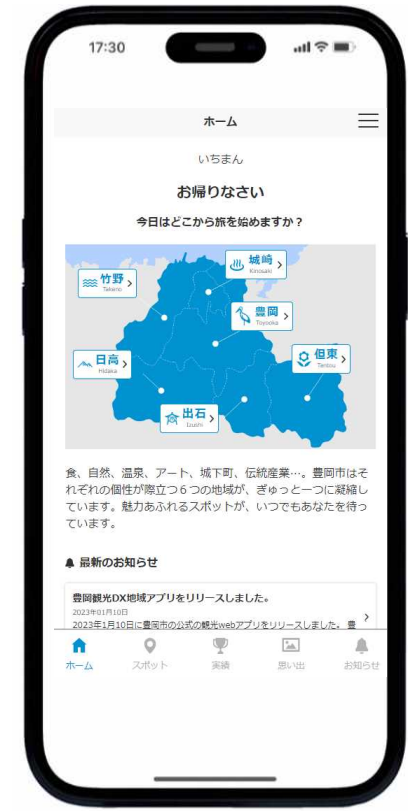 17:30
ホーム
いちまん
お帰りなさい
今日はどこから旅を始めますか？
城崎
Kinosaki
竹野
Takeno
豊岡
Toyooka
但東
Tantou
日高
Hidaka
出石
Izushi
食、自然、温泉、アート、城下町、伝統産業…。豊岡市はそ
れぞれの個性が際立つ６つの地域が、ぎゅっと一つに凝縮し
ています。魅力あふれるスポットが、いつでもあなたを待っ
ています。
最新のお知らせ
豊岡観光DX地域アプリをリリースしました。
2023年01月10日
2023年1月10日に豊岡市の公式の観光webアプリをリリースしました。 豊
ホーム
スポット
実績
思い出
お知らせ